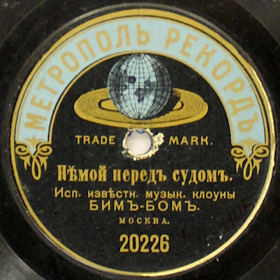 МЕТРОПОЛЬ РЕКОРДЪ
TRADE MARK.
Нѣмой передъ судомъ.
Исп. извѣстн. музык. клоуны
БИМЪ-БОМЪ.
МОСКВА.
20226